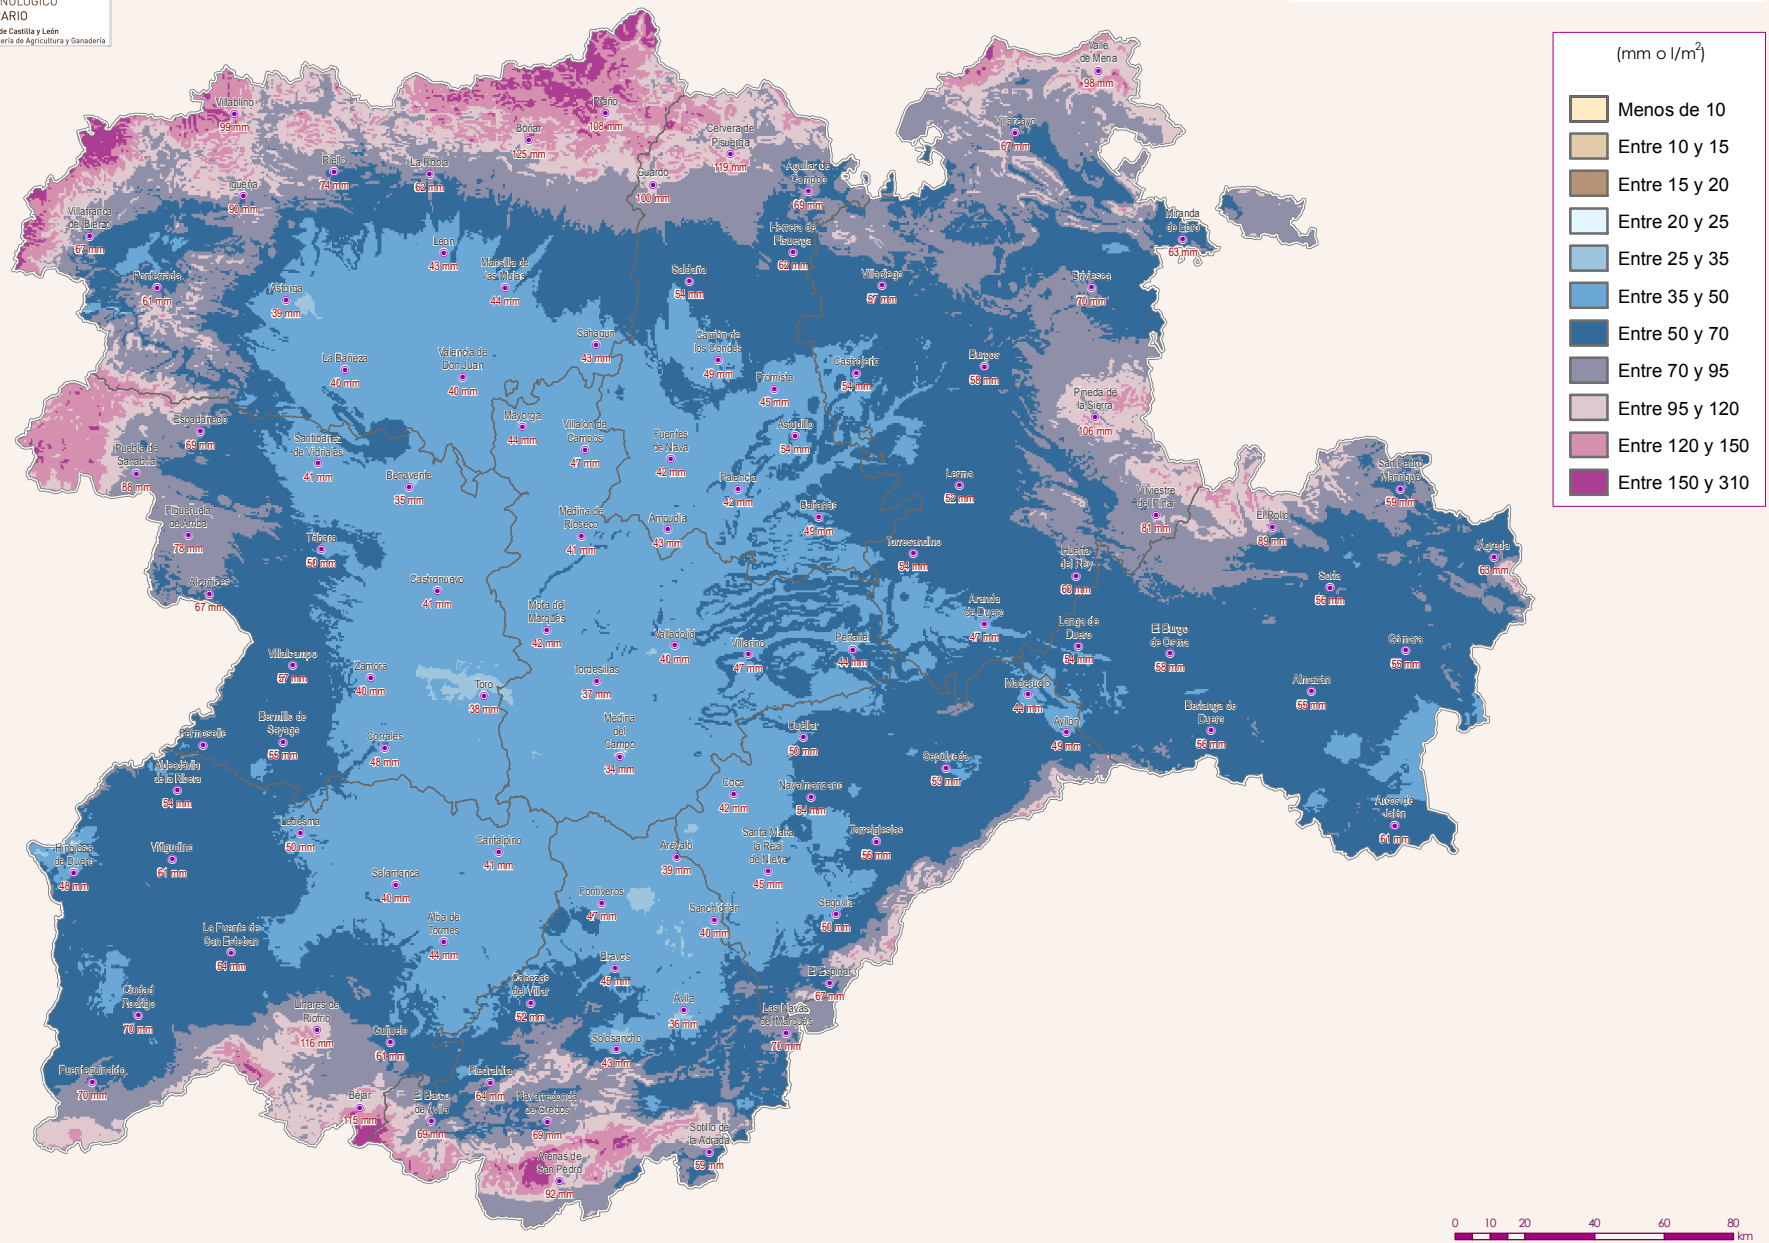 NOLÓGICO
RARIO
de Castilla y León
ería de Agricultura y Ganadería
(mm o l/m²)
Menos de 10
Entre 10 y 15
Entre 15 y 20
Entre 20 y 25
Entre 25 y 35
Entre 35 y 50
Entre 50 y 70
Entre 70 y 95
Entre 95 y 120
Entre 120 y 150
Entre 150 y 310
Valle
de Mena
98 mm
Villablino
99 mm
Riaño
108 mm
Boñar
125 mm
Cervera de
Pisuerga
119 mm
Villarcayo
67 mm
Riello
74 mm
La Robla
62 mm
Guardo
100 mm
Aguilar de
Campoo
69 mm
Igüeña
90 mm
Villafranca
del Bierzo
67 mm
Miranda
de Ebro
63 mm
León
43 mm
Herrera de
Pisuerga
62 mm
Mansilla de
las Mulas
44 mm
Ponferrada
61 mm
Astorga
39 mm
Saldaña
54 mm
Villadiego
57 mm
Briviesca
70 mm
Sahagún
43 mm
Carrión de
los Condes
49 mm
La Bañeza
40 mm
Valencia de
Don Juan
40 mm
Castrojeriz
54 mm
Burgos
58 mm
Frómista
45 mm
Pineda de
la Sierra
106 mm
Espadañedo
69 mm
Mayorga
44 mm
Villalón de
Campos
47 mm
Astudillo
54 mm
Puebla de
Sanabria
88 mm
Santibáñez
de Vidriales
41 mm
Fuentes
de Nava
42 mm
Benavente
35 mm
Palencia
42 mm
Lerma
52 mm
San Pedro
Manrique
59 mm
Vilviestre
del Pinar
81 mm
El Royo
89 mm
Figueruela
de Arriba
78 mm
Medina de
Rioseco
41 mm
Ampudia
43 mm
Baltanás
49 mm
Tábara
50 mm
Torresandino
54 mm
Huerta
del Rey
60 mm
Ágreda
63 mm
Alcañices
67 mm
Castronuevo
41 mm
Soria
56 mm
Mota del
Marqués
42 mm
Aranda
de Duero
47 mm
Valladolid
40 mm
Villarino
47 mm
Peñafiel
44 mm
Langa de
Duero
54 mm
El Burgo
de Osma
58 mm
Gómara
55 mm
Villalcampo
57 mm
Zamora
40 mm
Toro
38 mm
Tordesillas
37 mm
Maderuelo
44 mm
Almazán
55 mm
Bermillo de
Sayago
55 mm
Fermoselle
Corrales
48 mm
Medina
del
Campo
34 mm
Cuéllar
50 mm
Ayllón
49 mm
Berlanga de
Duero
56 mm
Aldeadávila
de la Ribera
54 mm
Sepúlveda
53 mm
Coca
42 mm
Navalmanzano
54 mm
Arcos de
Jalón
61 mm
Ledesma
50 mm
Cantalpino
41 mm
Arévalo
39 mm
Santa María
la Real
de Nieva
45 mm
Torreiglesias
56 mm
Hinojosa
de Duero
48 mm
Vitigudino
61 mm
Salamanca
40 mm
Fontiveros
47 mm
Sanchidrián
40 mm
Segovia
50 mm
La Fuente de
San Esteban
54 mm
Alba de
Tormes
44 mm
Bravos
45 mm
El Espinar
67 mm
Ciudad
Rodrigo
70 mm
Cabezas
del Villar
52 mm
Ávila
36 mm
Las Navas
del Marqués
70 mm
Linares de
Riofrío
116 mm
Guijuelo
61 mm
Solosancho
43 mm
Fuenteguinaldo
70 mm
Piedrahíta
64 mm
Béjar
115 mm
El Barco
de Ávila
69 mm
Navarredonda
de Gredos
69 mm
Sotillo de
la Adrada
59 mm
Arenas de
San Pedro
92 mm
0 10 20 40 60 80
km